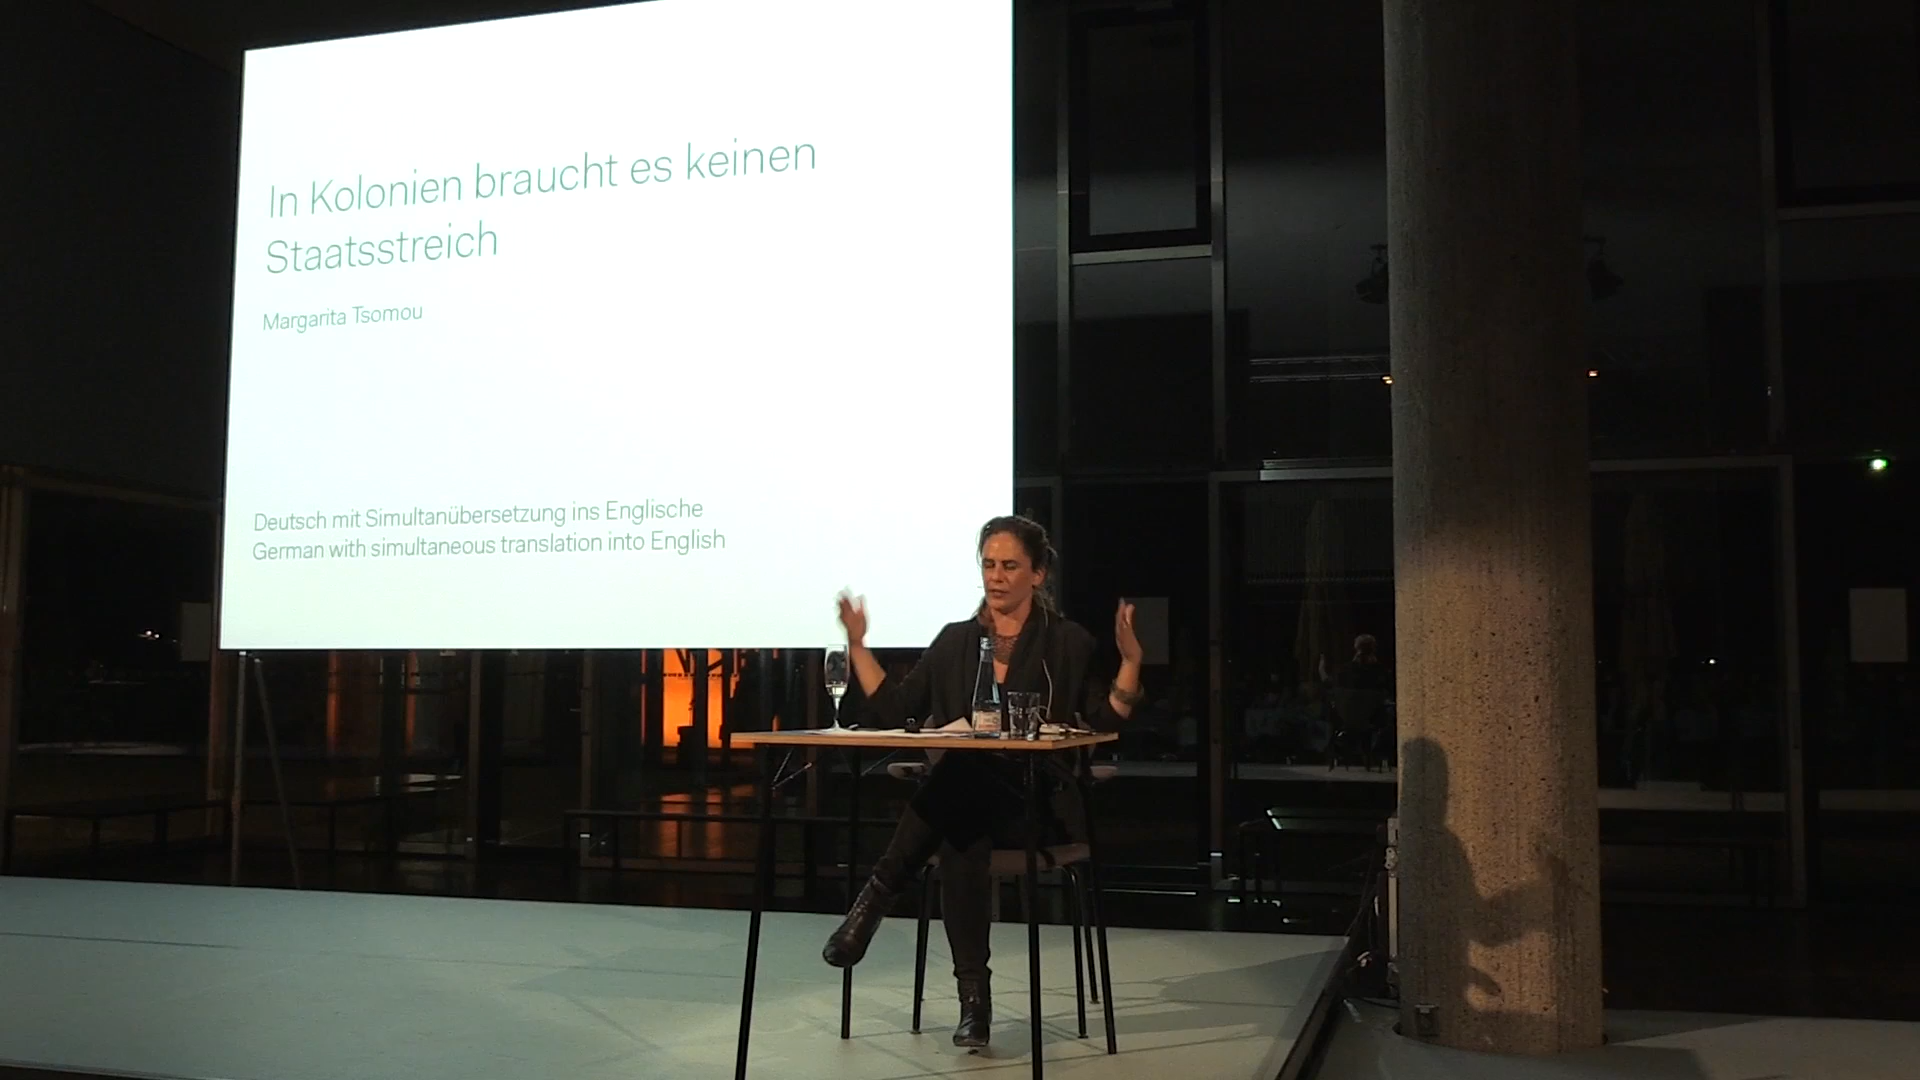 In Kolonien braucht es keinen
Staatsstreich
Margarita Tsomou
Deutsch mit Simultanübersetzung ins Englische
German with simultaneous translation into English